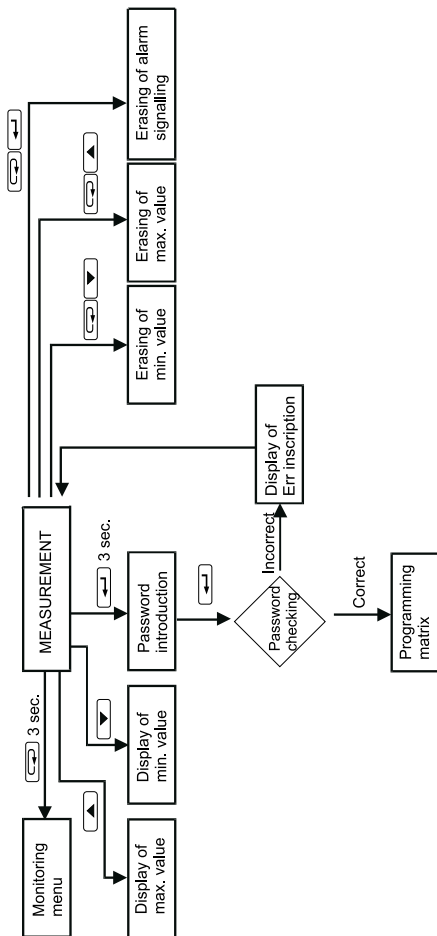 MEASUREMENT
3 sec.
Monitoring
menu
3 sec.
Display of
max. value
Display of
min. value
Password
introduction
Erasing of
min. value
Erasing of
max. value
Erasing of alarm
signalling
Password
checking
Incorrect
Display of
Err inscription
Correct
Programming
matrix